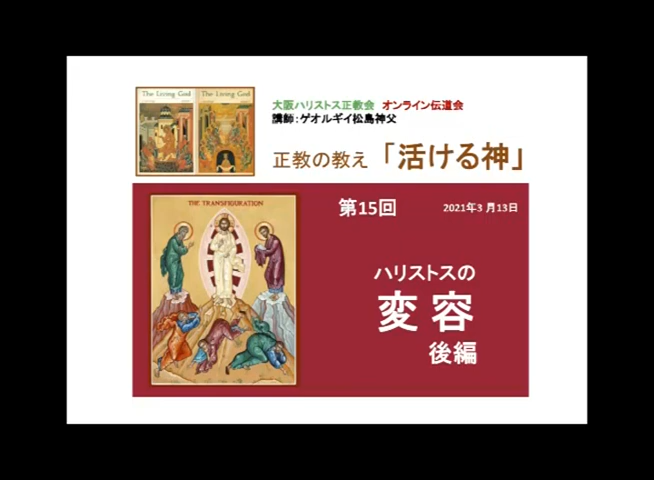 The Living God
The Living God
大阪ハリストス正教会 オンライン伝道会
講師：ゲオルギイ松島神父
正教の教え 「活ける神」
THE TRANSFIGURATION
第15回
2021年3月13日
ハリストスの
変容
後編